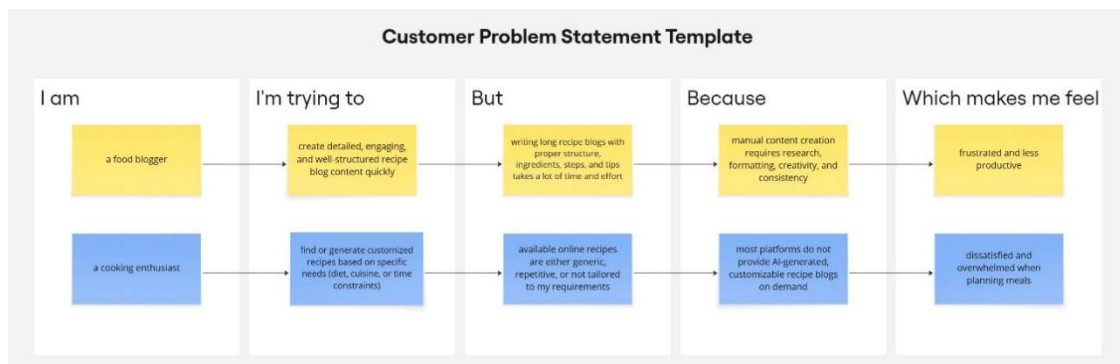 Customer Problem Statement Template
I am
I'm trying to
But
Because
Which makes me feel
a food blogger
create detailed, engaging,
and well-structured recipe
blog content quickly
writing long recipe blogs with
proper structure,
ingredients, steps, and tips
takes a lot of time and effort
manual content creation
requires research,
formatting, creativity, and
consistency
frustrated and less
productive
a cooking enthusiast
find or generate customized
recipes based on specific
needs (diet, cuisine, or time
constraints)
available online recipes
are either generic,
repetitive, or not tailored
to my requirements
most platforms do not
provide AI-generated,
customizable recipe blogs
on demand
dissatisfied and
overwhelmed when
planning meals